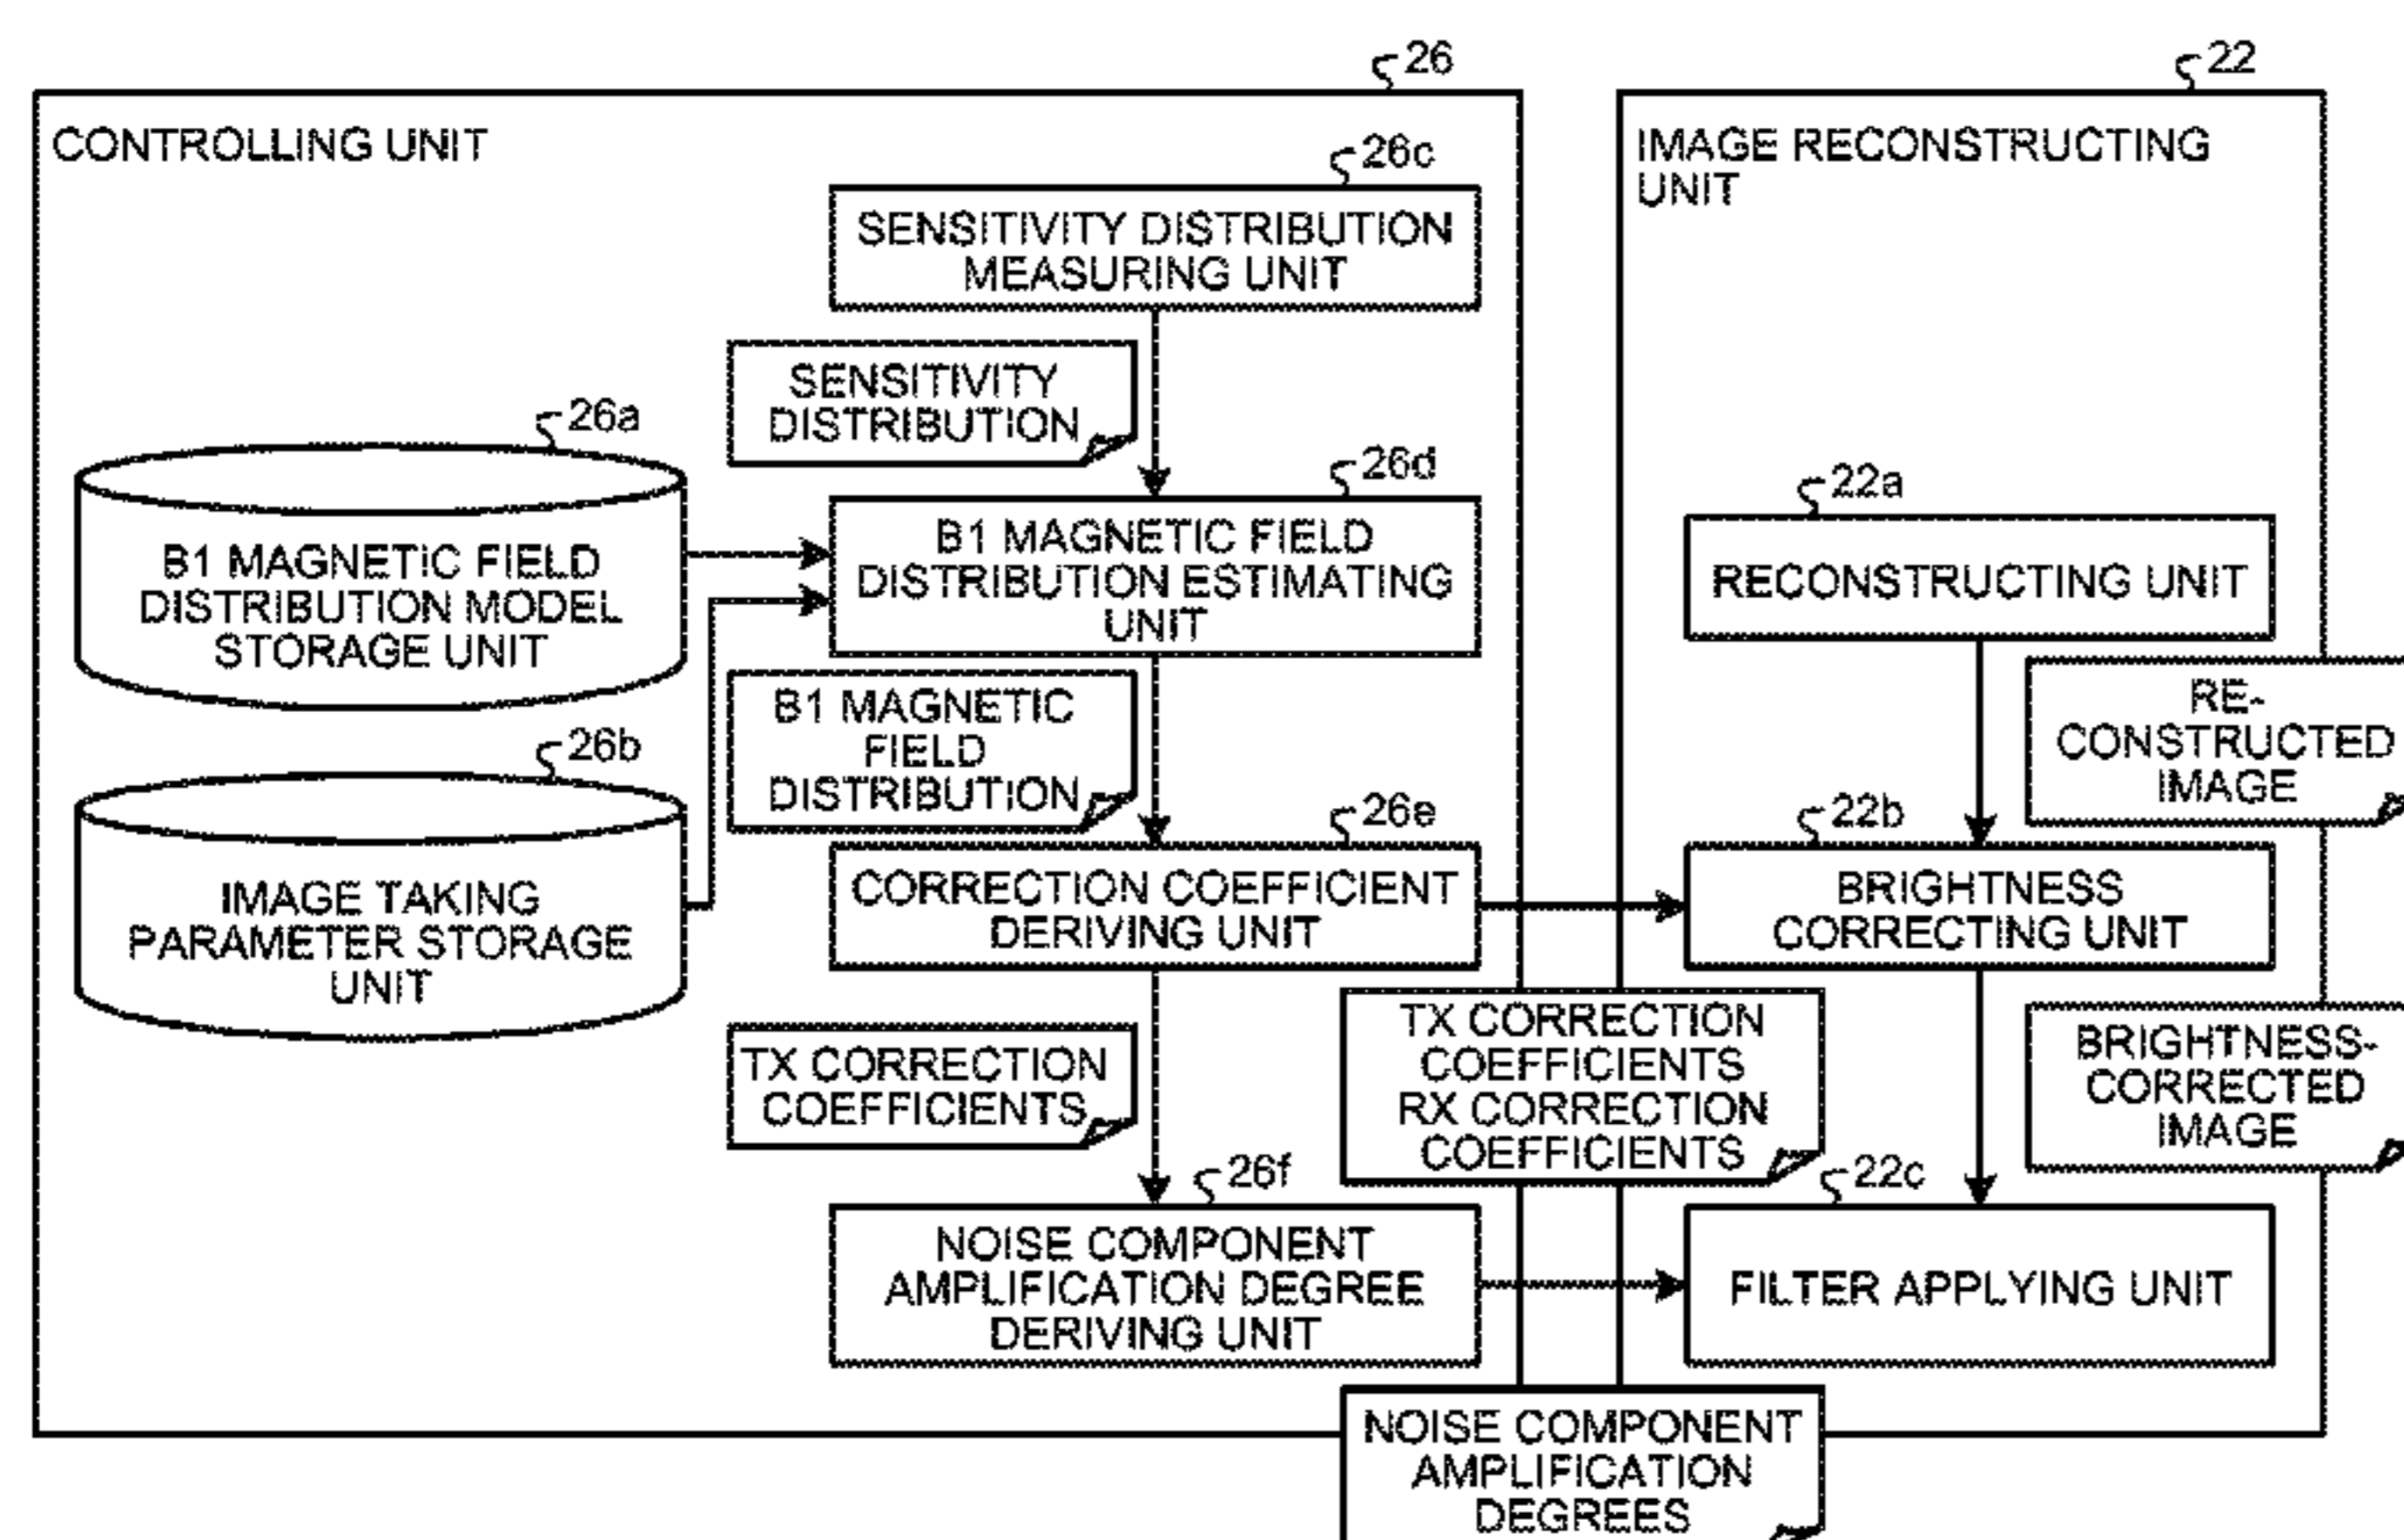 26
22
CONTROLLING UNIT
IMAGE RECONSTRUCTING
UNIT
26c
SENSITIVITY DISTRIBUTION
MEASURING UNIT
SENSITIVITY
DISTRIBUTION
26a
B1 MAGNETIC FIELD
DISTRIBUTION MODEL
STORAGE UNIT
26d
B1 MAGNETIC FIELD
DISTRIBUTION ESTIMATING
UNIT
22a
RECONSTRUCTING UNIT
RE-
CONSTRUCTED
IMAGE
B1 MAGNETIC
FIELD
DISTRIBUTION
26b
IMAGE TAKING
PARAMETER STORAGE
UNIT
26e
CORRECTION COEFFICIENT
DERIVING UNIT
22b
BRIGHTNESS
CORRECTING UNIT
TX CORRECTION
COEFFICIENTS
TX CORRECTION
COEFFICIENTS
RX CORRECTION
COEFFICIENTS
BRIGHTNESS-
CORRECTED
IMAGE
26f
NOISE COMPONENT
AMPLIFICATION DEGREE
DERIVING UNIT
22c
FILTER APPLYING UNIT
NOISE COMPONENT
AMPLIFICATION
DEGREES